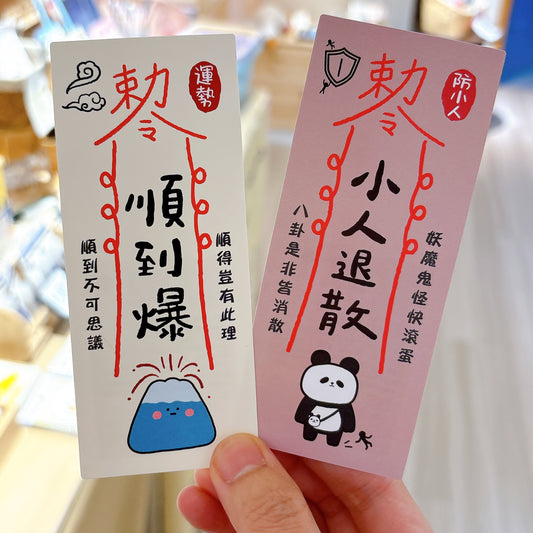 運勢
勅令
順到爆
順得豈有此理
順到不可思議
防小人
勅令
小人退散
妖魔鬼怪快滾蛋
八卦是非皆消散